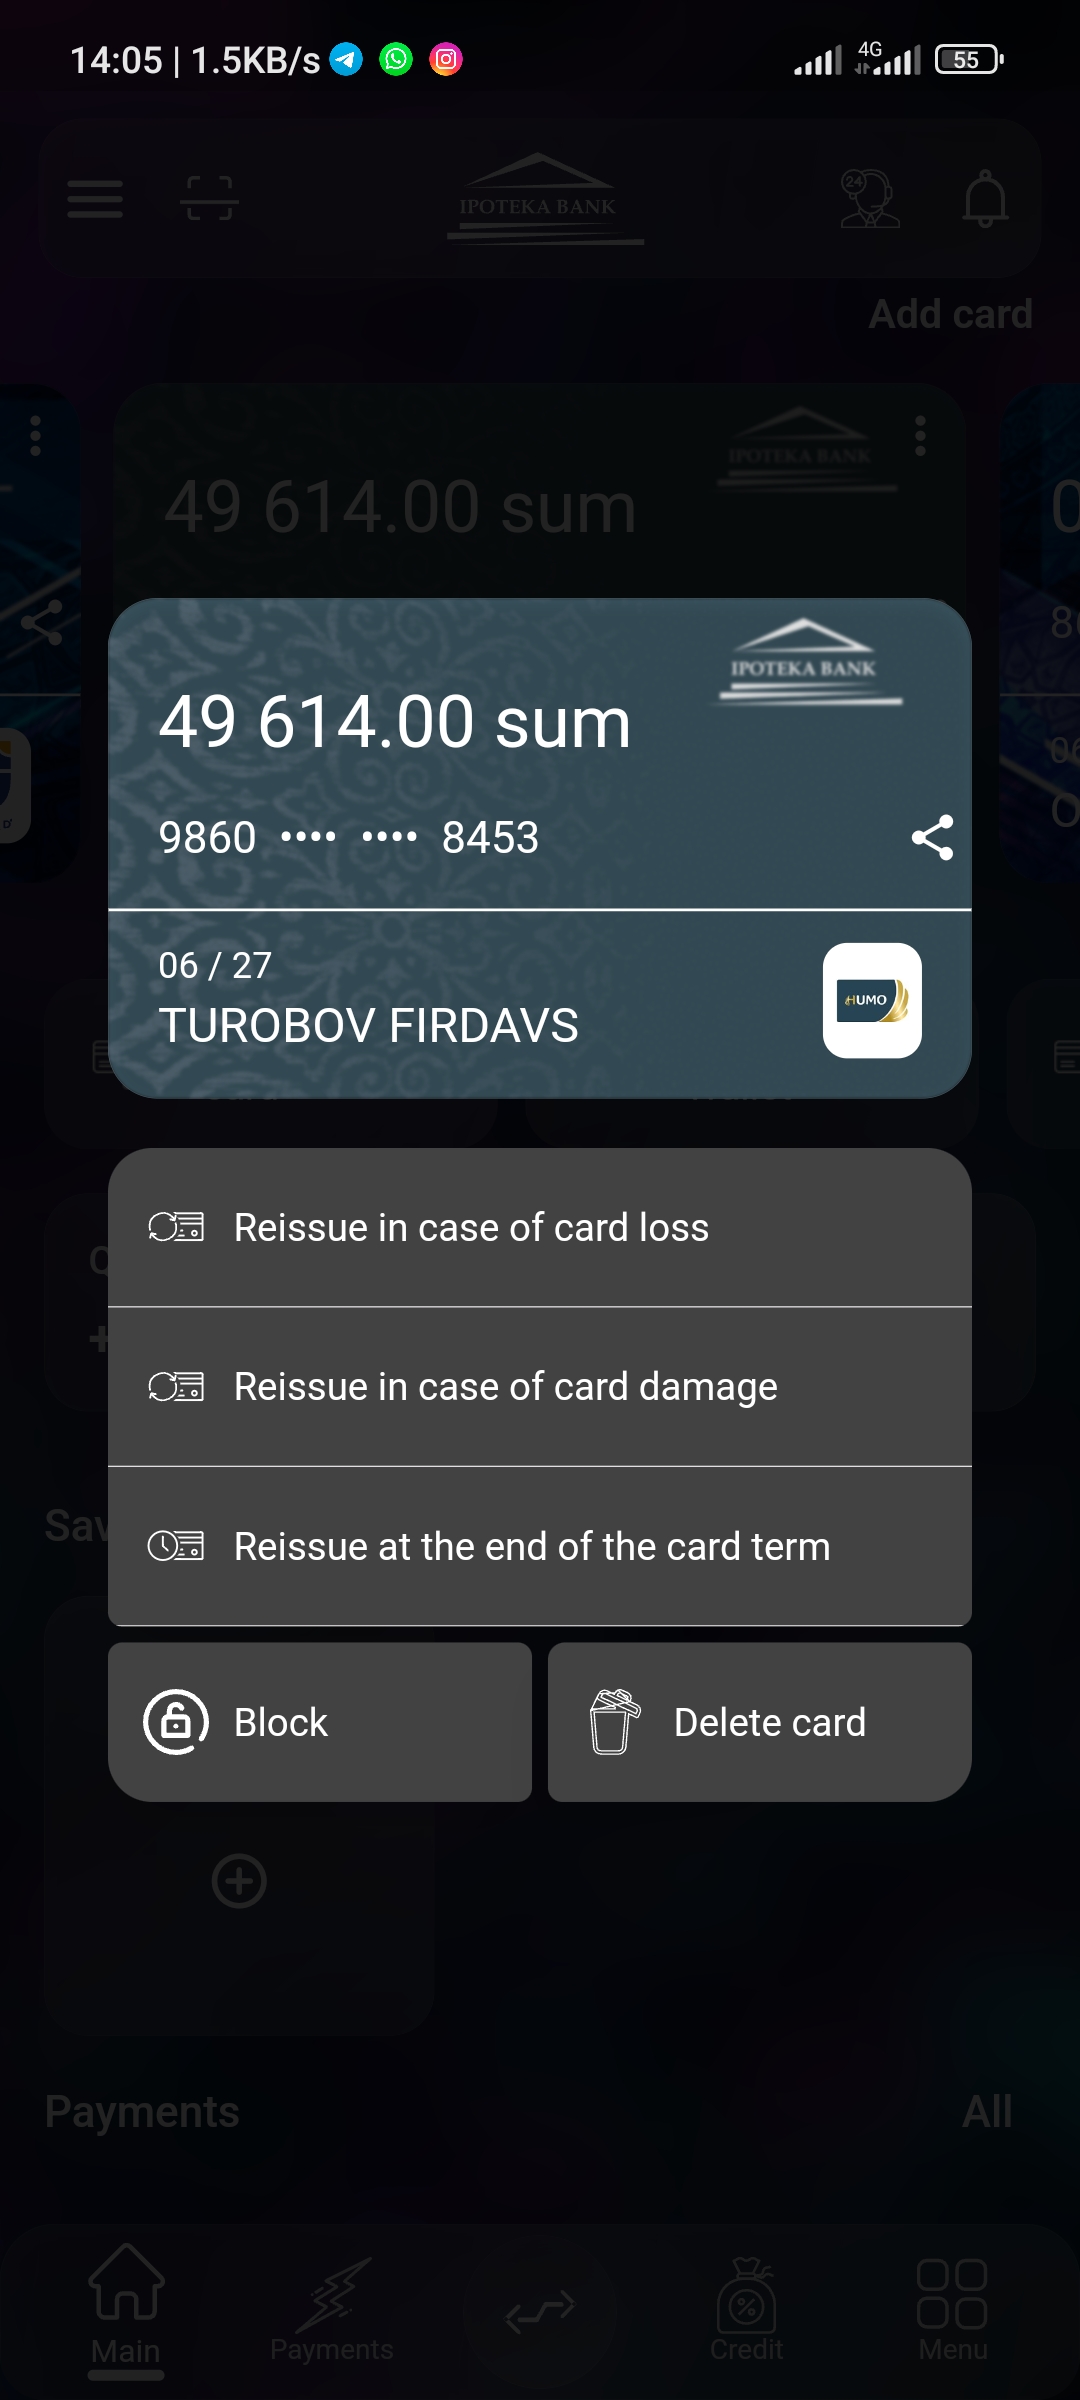 14:05 | 1.5KB/s
4G
55
24
IPOTEKA BANK
Add card
IPOTEKA BANK
49 614.00 sum
IPOTEKA BANK
49 614.00 sum
9860 •••• •••• 8453
06 / 27
TUROBOV FIRDAVS
HUMO
Reissue in case of card loss
Reissue in case of card damage
Reissue at the end of the card term
Block
Delete card
Payments
All
Main
Payments
Credit
Menu